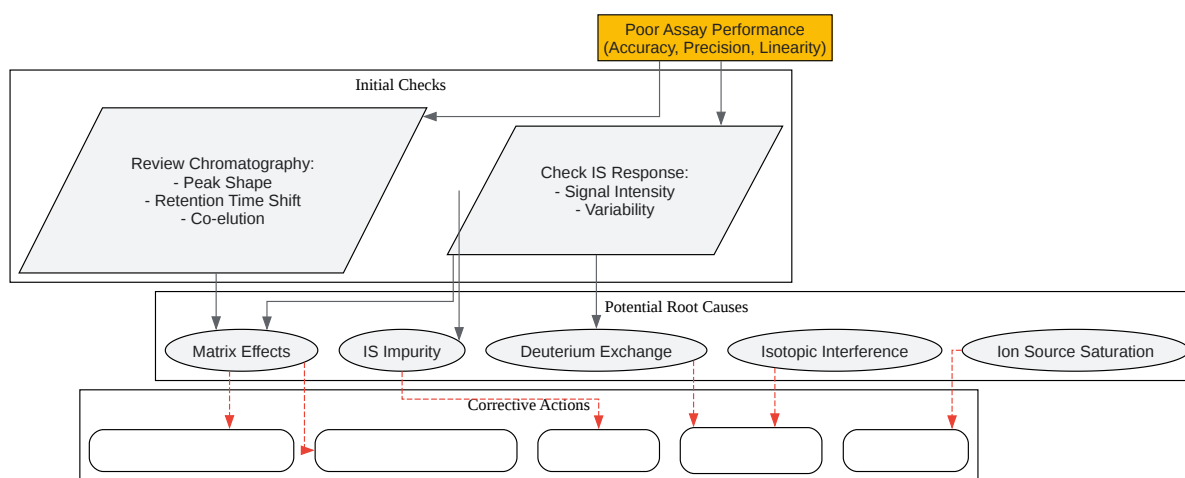 Poor Assay Performance
(Accuracy, Precision, Linearity)
Initial Checks
Review Chromatography:
- Peak Shape
- Retention Time Shift
- Co-elution
Check IS Response:
- Signal Intensity
- Variability
Potential Root Causes
Matrix Effects
IS Impurity
Deuterium Exchange
Isotopic Interference
Ion Source Saturation
Corrective Actions